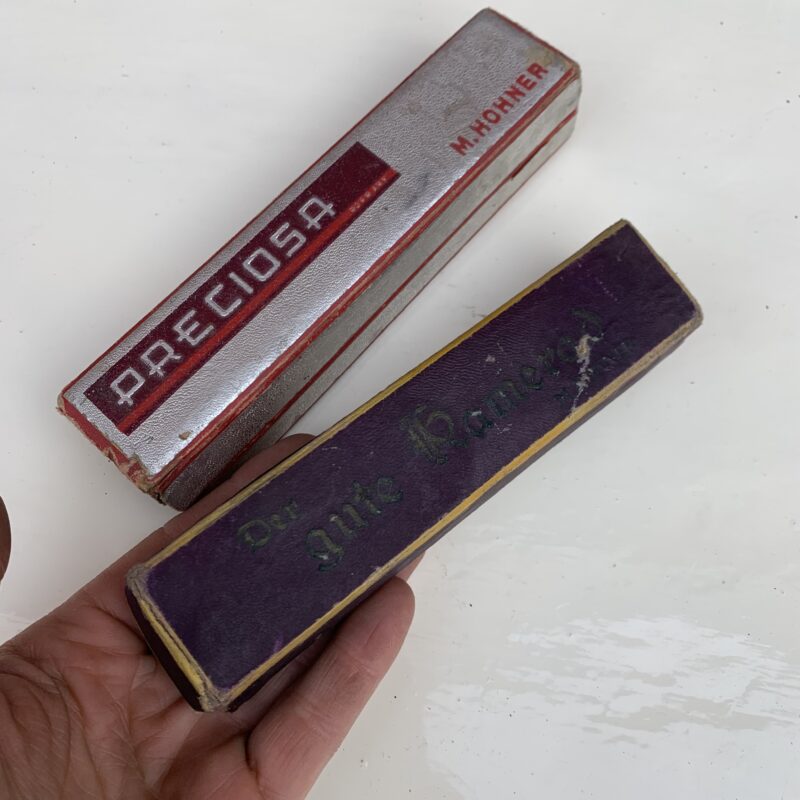 PRECIOSA
M. HOHNER
Der
gute Kamerad